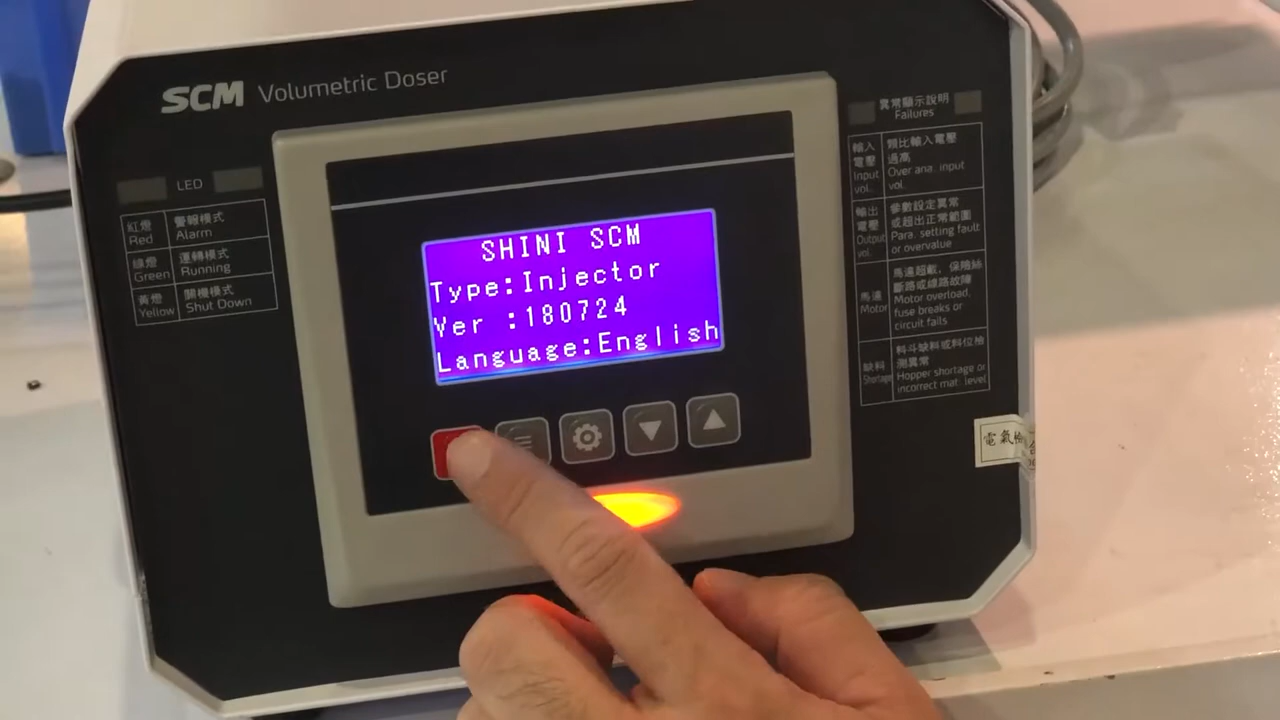 SCM Volumetric Doser
LED
紅燈 警報模式
Red Alarm
綠燈 運轉模式
Green Running
黃燈 關機模式
Yellow Shut Down
SHINI SCM
Type:Injector
Ver :180724
Language:English
異常顯示說明
Failures
輸入 類比輸入電壓
電壓 過高
Input Over ana. input
vol. vol.
輸出 參數設定異常
電壓 或超出正常範圍
Output Para. setting fault
vol. or overvalue
馬達 馬達超載, 保險絲
斷路或線路故障
Motor Motor overload,
fuse breaks or
circuit fails
缺料 料斗缺料或料位檢
測異常
Shortage Hopper shortage or
incorrect mat. level
電氣檢